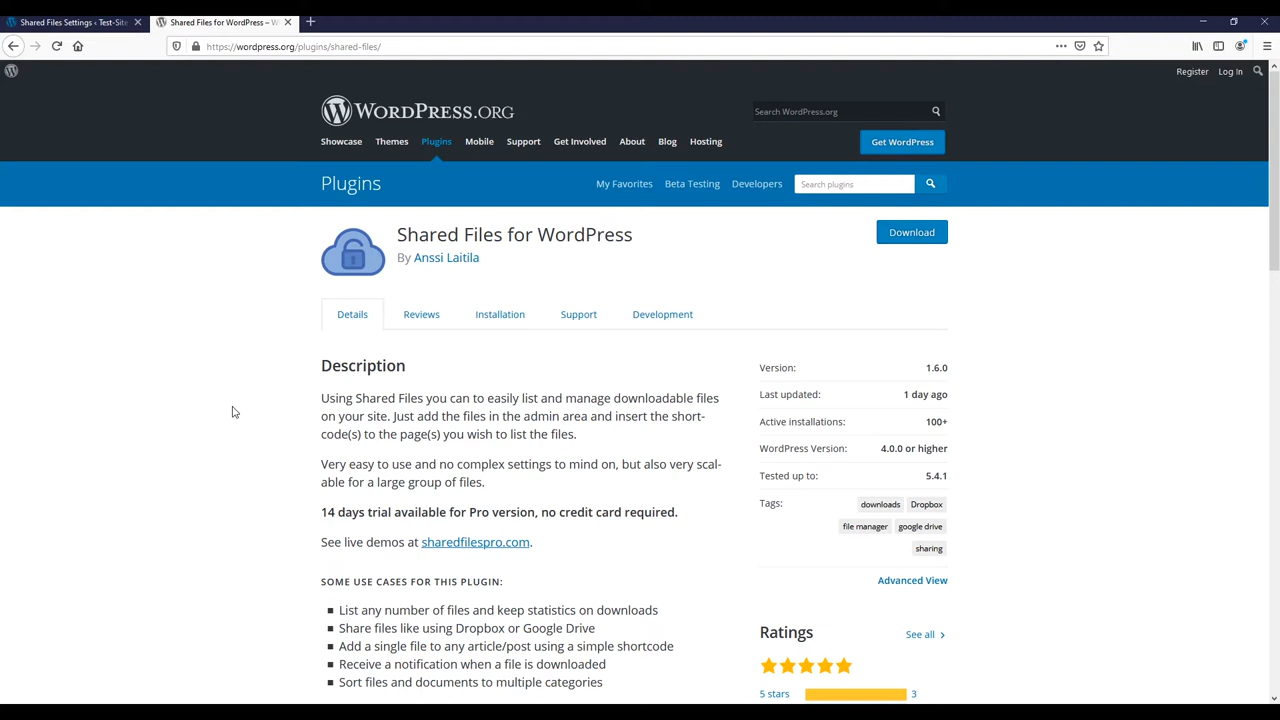 Shared Files Settings ‹ Test-Site
Shared Files for WordPress – W
https://wordpress.org/plugins/shared-files/
Register
Log In
WORDPRESS.ORG
Search WordPress.org
Showcase
Themes
Plugins
Mobile
Support
Get Involved
About
Blog
Hosting
Get WordPress
Plugins
My Favorites
Beta Testing
Developers
Search plugins
Shared Files for WordPress
Download
By Anssi Laitila
Details
Reviews
Installation
Support
Development
Description
Using Shared Files you can to easily list and manage downloadable files
on your site. Just add the files in the admin area and insert the short-
code(s) to the page(s) you wish to list the files.
Very easy to use and no complex settings to mind on, but also very scal-
able for a large group of files.
14 days trial available for Pro version, no credit card required.
See live demos at sharedfilespro.com.
SOME USE CASES FOR THIS PLUGIN:
List any number of files and keep statistics on downloads
Share files like using Dropbox or Google Drive
Add a single file to any article/post using a simple shortcode
Receive a notification when a file is downloaded
Sort files and documents to multiple categories
Version: 1.6.0
Last updated: 1 day ago
Active installations: 100+
WordPress Version: 4.0.0 or higher
Tested up to: 5.4.1
Tags: downloads Dropbox
file manager google drive
sharing
Advanced View
Ratings
See all
5 stars 3